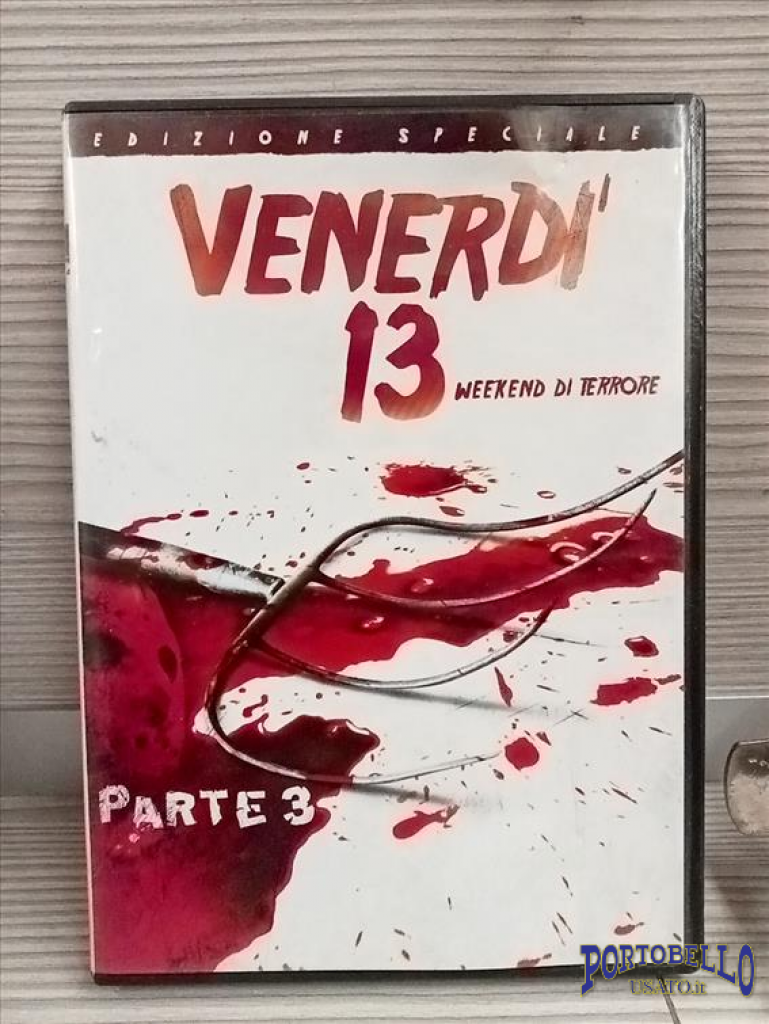 EDIZIONE SPECIALE
VENERDI'
13
WEEKEND DI TERRORE
PARTE 3
PORTOBELLO
USATO.it